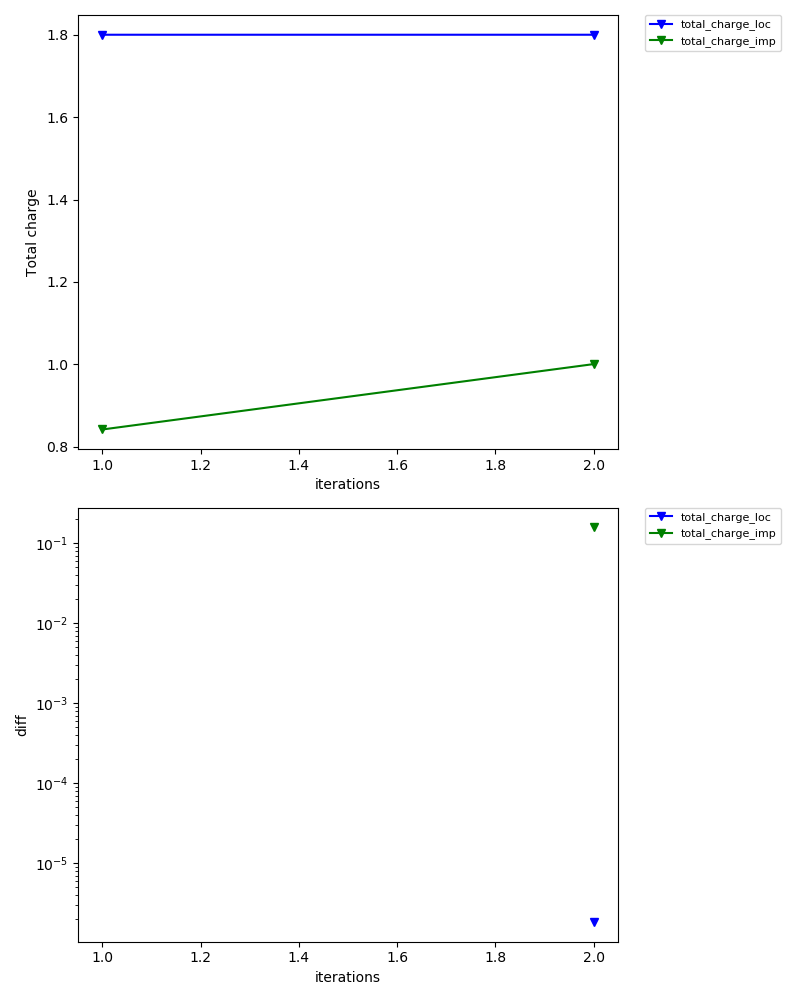 total_charge_loc
total_charge_imp
1.8
1.6
1.4
1.2
1.0
0.8
Total charge
1.0 1.2 1.4 1.6 1.8 2.0
iterations
total_charge_loc
total_charge_imp
10⁻¹
10⁻²
10⁻³
10⁻⁴
10⁻⁵
diff
1.0 1.2 1.4 1.6 1.8 2.0
iterations